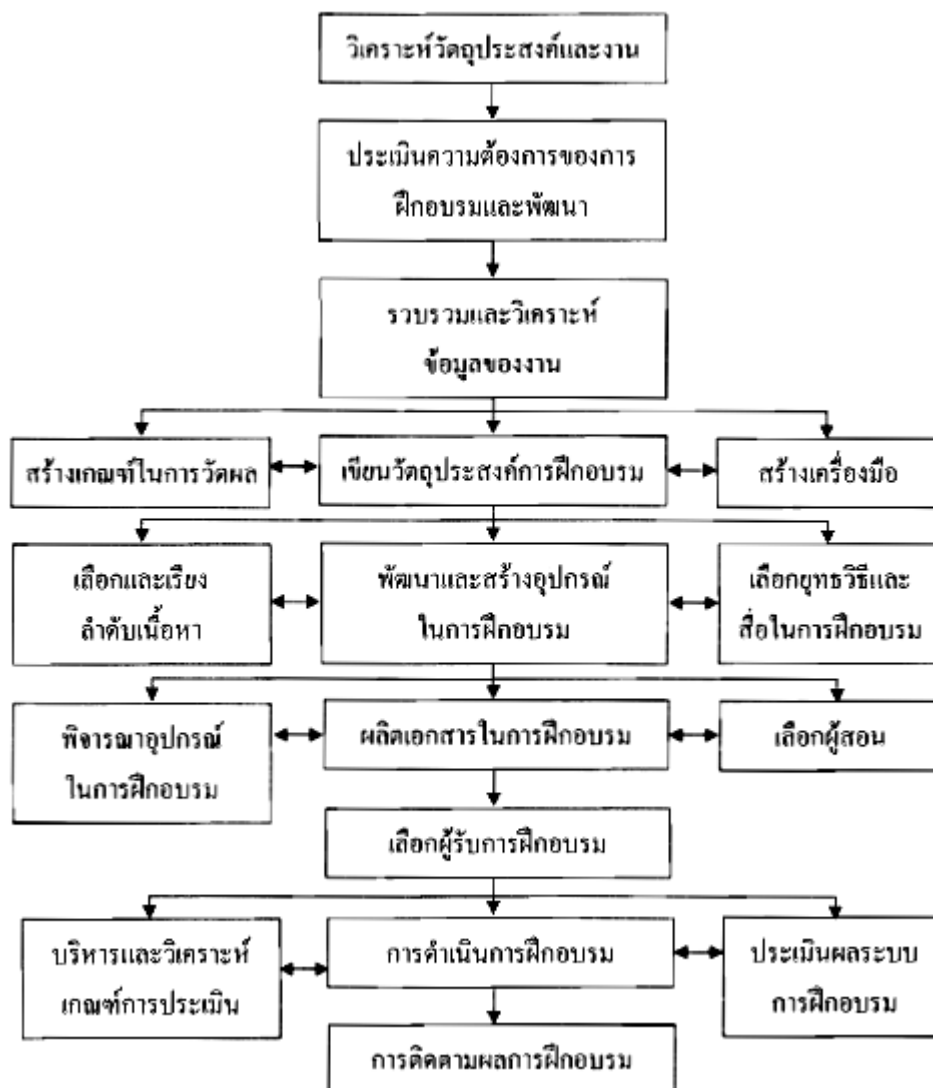 วิเคราะห์วัตถุประสงค์และงาน
ประเมินความต้องการของการ
ฝึกอบรมและพัฒนา
รวบรวมและวิเคราะห์
ข้อมูลของงาน
สร้างเกณฑ์ในการวัดผล
เขียนวัตถุประสงค์การฝึกอบรม
สร้างเครื่องมือ
เลือกและเรียง
ลำดับเนื้อหา
พัฒนาและสร้างอุปกรณ์
ในการฝึกอบรม
เลือกยุทธวิธีและ
สื่อในการฝึกอบรม
พิจารณาอุปกรณ์
ในการฝึกอบรม
ผลิตเอกสารในการฝึกอบรม
เลือกผู้สอน
เลือกผู้รับการฝึกอบรม
บริหารและวิเคราะห์
เกณฑ์การประเมิน
การดำเนินการฝึกอบรม
ประเมินผลระบบ
การฝึกอบรม
การติดตามผลการฝึกอบรม